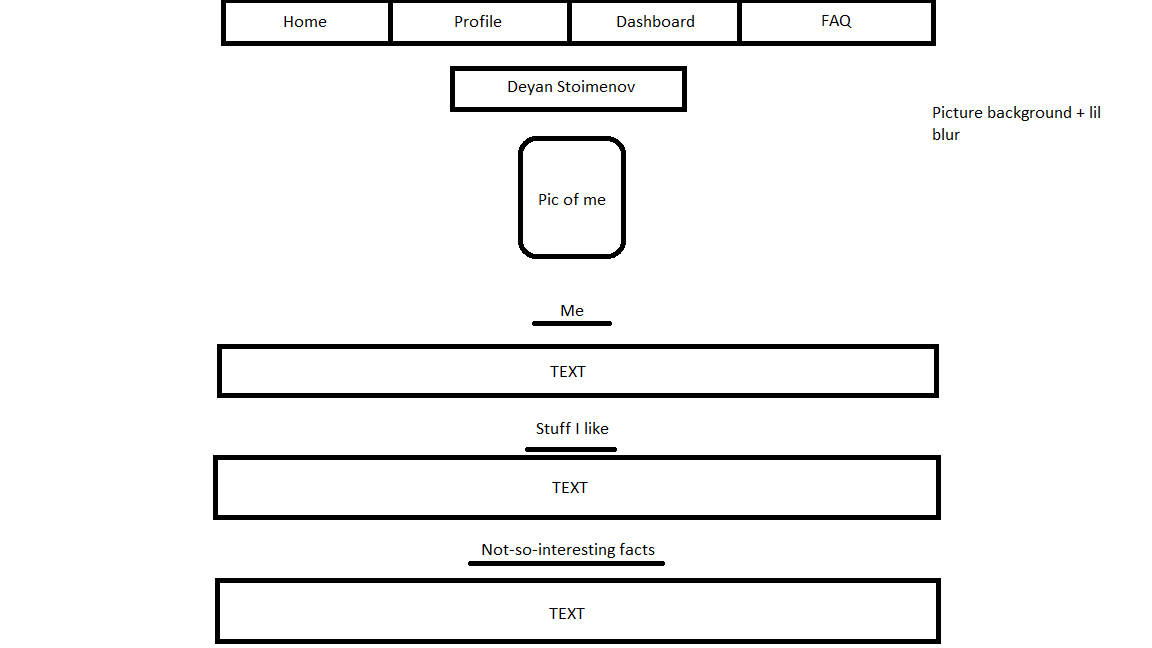 Home Profile Dashboard FAQ
Deyan Stoimenov
Picture background + lil
blur
Pic of me
Me
TEXT
Stuff I like
TEXT
Not-so-interesting facts
TEXT